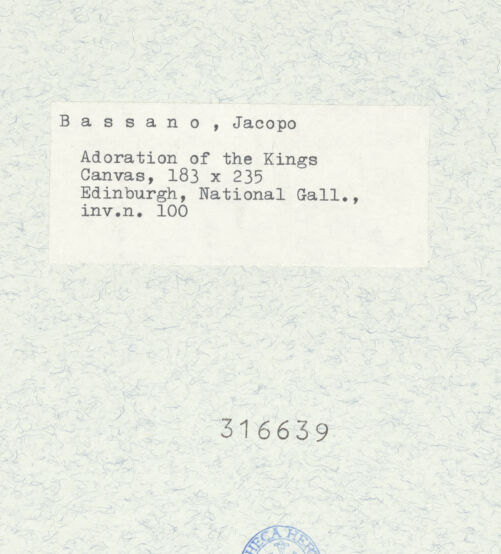 B a s s a n o , Jacopo
Adoration of the Kings
Canvas, 183 x 235
Edinburgh, National Gall.,
inv.n. 100
316639